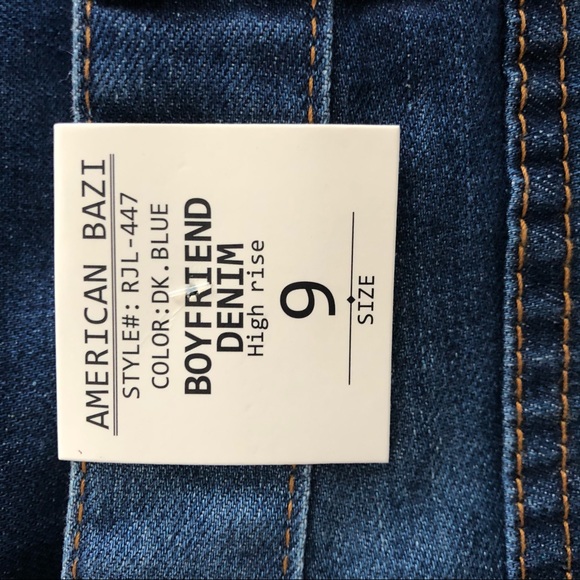 AMERICAN BAZI
STYLE#: RJL-447
COLOR:DK.BLUE
BOYFRIEND
DENIM
High rise
9
SIZE